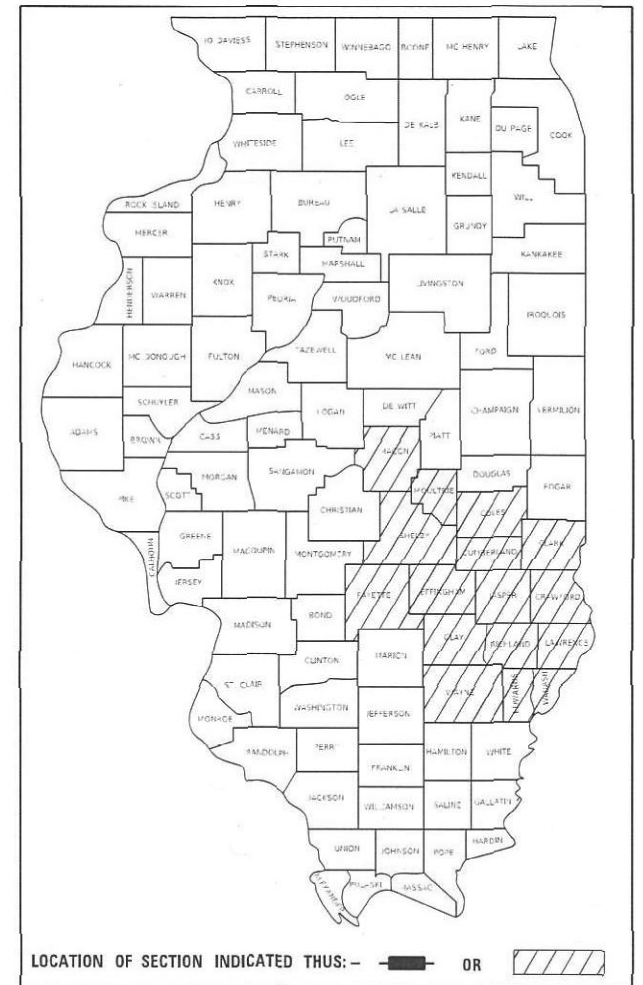 JO DAVIESS STEPHENSON WINNEBAGO BOONE MC HENRY LAKE
CARROLL OGLE DE KALB KANE DU PAGE COOK
WHITESIDE LEE KENDALL WILL
ROCK ISLAND HENRY BUREAU LA SALLE GRUNDY
MERCER PUTNAM KANKAKEE
STARK MARSHALL
HENDERSON WARREN KNOX PEORIA WOODFORD LIVINGSTON IROQUOIS
HANCOCK MC DONOUGH FULTON TAZEWELL MC LEAN FORD
MASON
SCHUYLER LOGAN DE WITT CHAMPAIGN VERMILION
ADAMS BROWN CASS MENARD MACON PIATT
SANGAMON DOUGLAS
PIKE SCOTT MORGAN CHRISTIAN MOULTRIE COLES EDGAR
CALHOUN GREENE MACOUPIN MONTGOMERY SHELBY CUMBERLAND CLARK
JERSEY FAYETTE EFFINGHAM JASPER CRAWFORD
MADISON BOND
CLINTON MARION CLAY RICHLAND LAWRENCE
ST. CLAIR WASHINGTON WAYNE EDWARDS WABASH
MONROE JEFFERSON
RANDOLPH PERRY HAMILTON WHITE
FRANKLIN
JACKSON WILLIAMSON SALINE GALLATIN
UNION JOHNSON POPE HARDIN
ALEXANDER PULASKI MASSAC
LOCATION OF SECTION INDICATED THUS:– OR